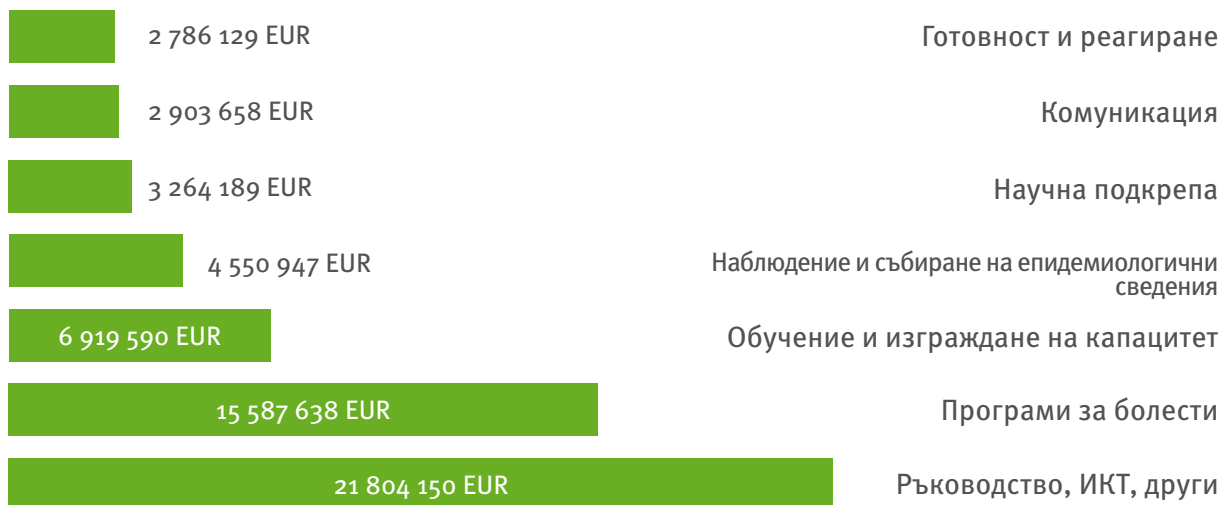 2 786 129 EUR Готовност и реагиране
2 903 658 EUR Комуникация
3 264 189 EUR Научна подкрепа
4 550 947 EUR Наблюдение и събиране на епидемиологични
сведения
6 919 590 EUR Обучение и изграждане на капацитет
15 587 638 EUR Програми за болести
21 804 150 EUR Ръководство, ИКТ, други